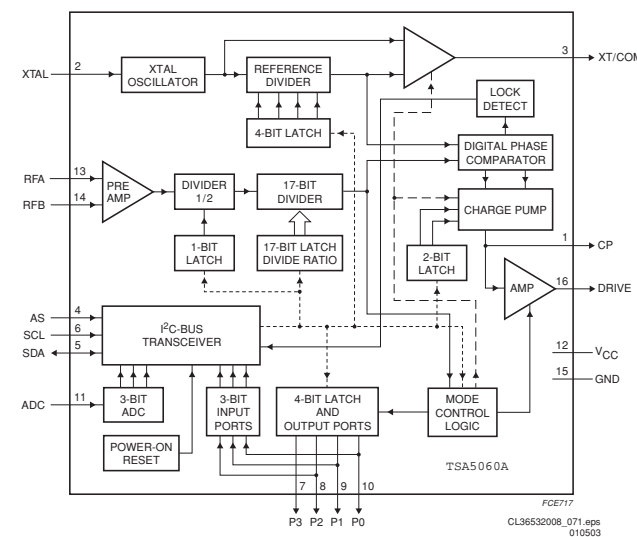 XTAL
2
XTAL
OSCILLATOR
REFERENCE
DIVIDER
4-BIT LATCH
3
XT/COM
LOCK
DETECT
DIGITAL PHASE
COMPARATOR
RFA
13
RFB
14
PRE
AMP
DIVIDER
1/2
17-BIT
DIVIDER
1-BIT
LATCH
17-BIT LATCH
DIVIDE RATIO
CHARGE PUMP
2-BIT
LATCH
1
CP
AMP
16
DRIVE
AS
4
SCL
6
SDA
5
I2C-BUS
TRANSCEIVER
12
VCC
15
GND
ADC
11
3-BIT
ADC
3-BIT
INPUT
PORTS
4-BIT LATCH
AND
OUTPUT PORTS
MODE
CONTROL
LOGIC
POWER-ON
RESET
TSA5060A
7 8 9 10
P3 P2 P1 P0
FCE717
CL36532008_071.eps
010503